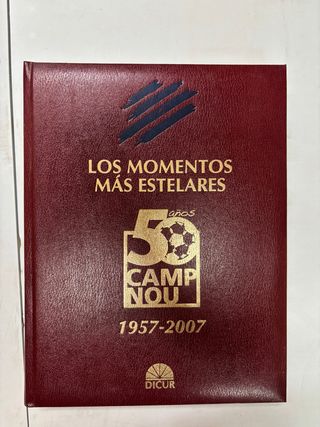 LOS MOMENTOS
MÁS ESTELARES
50 años
CAMP
NOU
1957-2007
DICUR